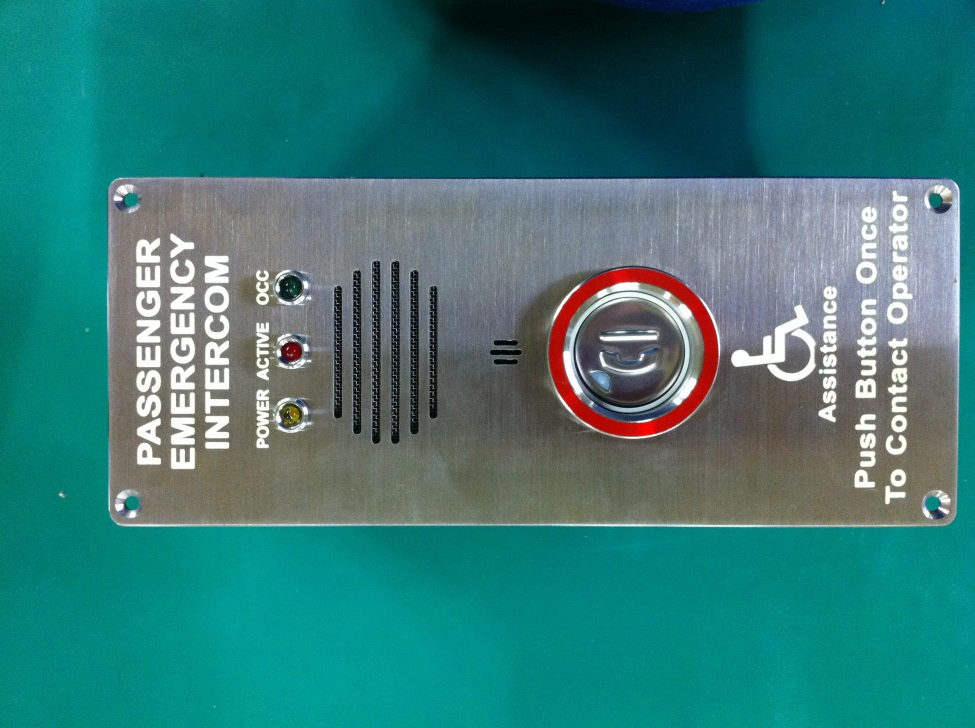 PASSENGER
EMERGENCY
INTERCOM
POWER ACTIVE OCC
Assistance
Push Button Once
To Contact Operator